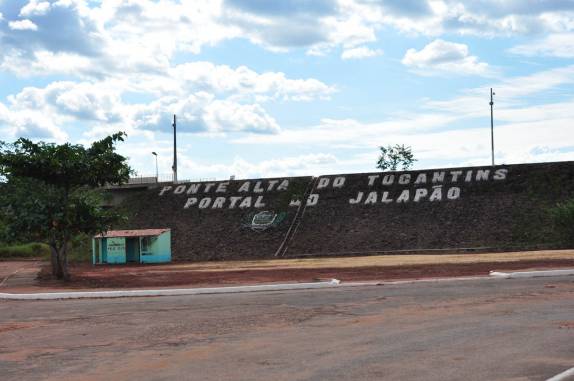 PONTE ALTA DO TOCANTINS
PORTAL DO JALAPÃO